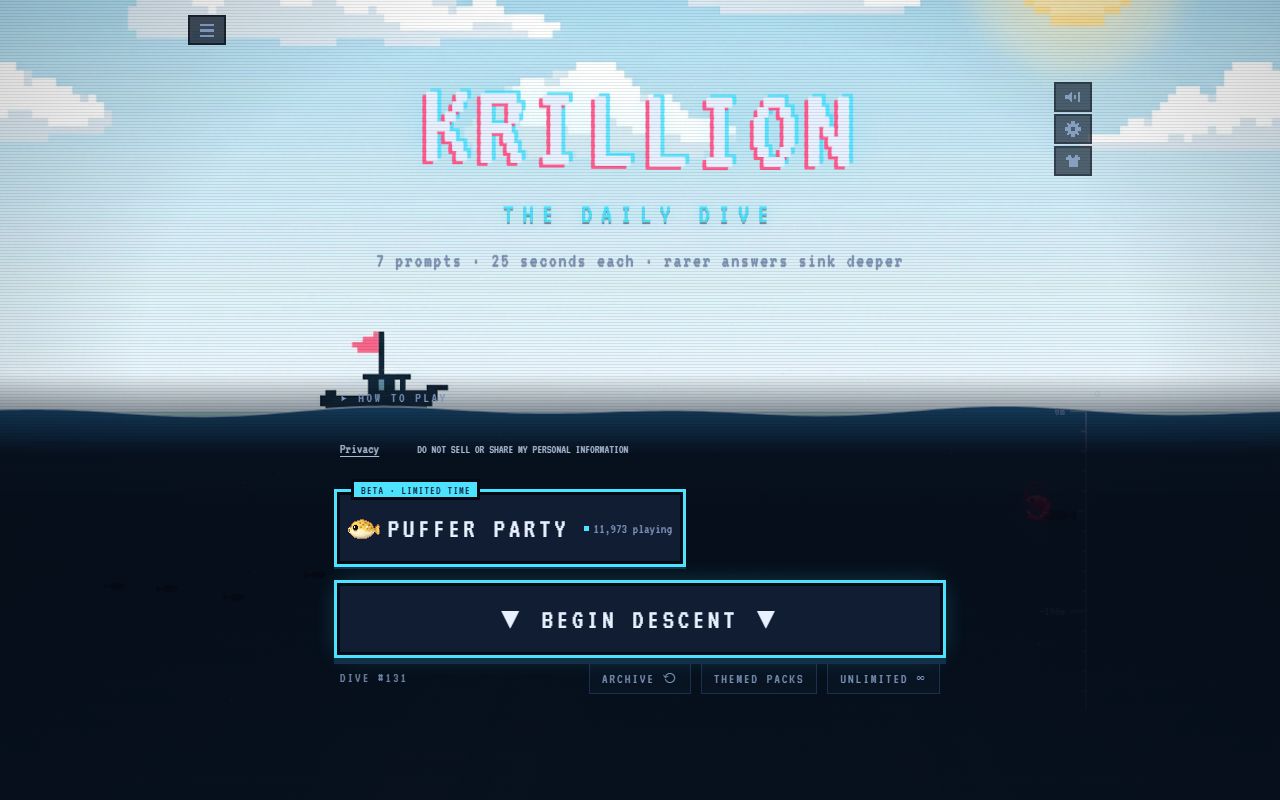 KRILLION
THE DAILY DIVE
7 prompts · 25 seconds each · rarer answers sink deeper
▸ HOW TO PLAY
0m
Privacy
DO NOT SELL OR SHARE MY PERSONAL INFORMATION
BETA · LIMITED TIME
PUFFER PARTY
11,973 playing
▼ BEGIN DESCENT ▼
DIVE #131
ARCHIVE
THEMED PACKS
UNLIMITED ∞